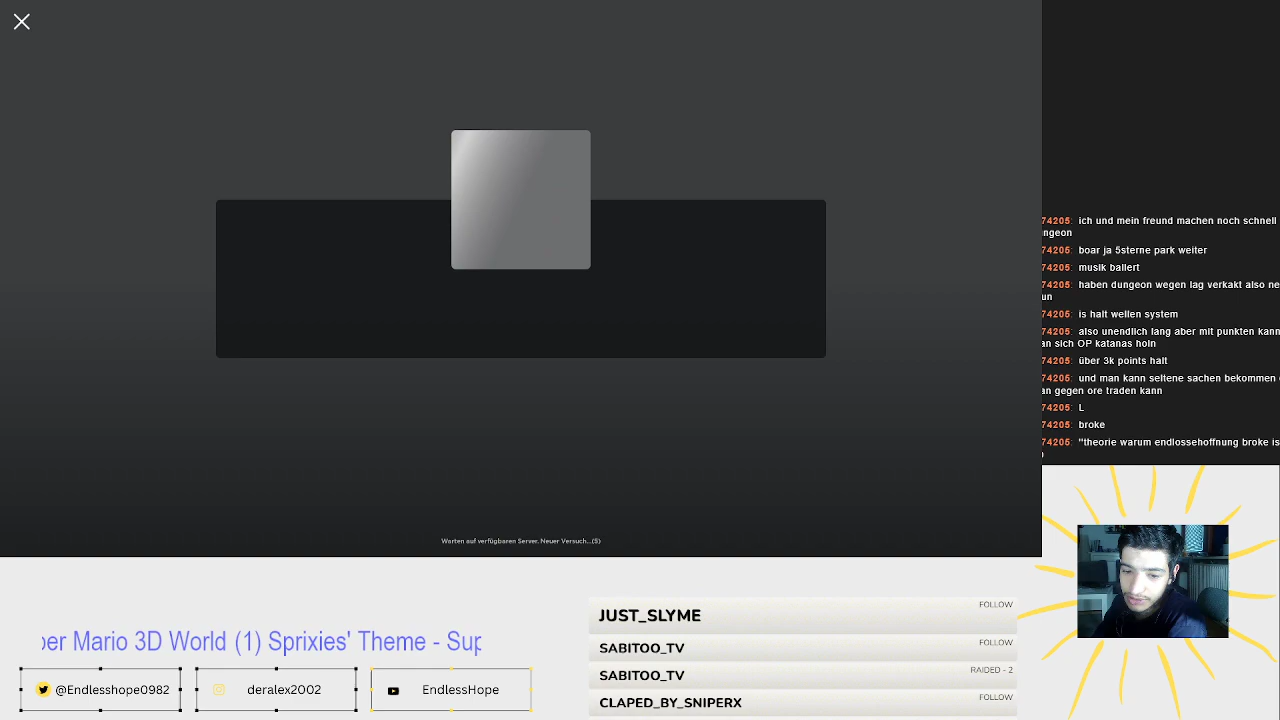 74205: ich und mein freund machen noch schnell
ngeon
74205: boar ja 5sterne park weiter
74205: musik ballert
74205: haben dungeon wegen lag verkakt also ne
un
74205: is halt wellen system
74205: also unendlich lang aber mit punkten kann
an sich OP katanas holn
74205: über 3k points halt
74205: und man kann seltene sachen bekommen
an gegen ore traden kann
74205: L
74205: broke
74205: "theorie warum endlossehoffnung broke is
Warten auf verfügbaren Server. Neuer Versuch...(5)
per Mario 3D World (1) Sprixies' Theme - Sup
@Endlesshope0982
deralex2002
EndlessHope
JUST_SLYME FOLLOW
SABITOO_TV FOLLOW
SABITOO_TV RAIDED - 2
CLAPED_BY_SNIPERX FOLLOW